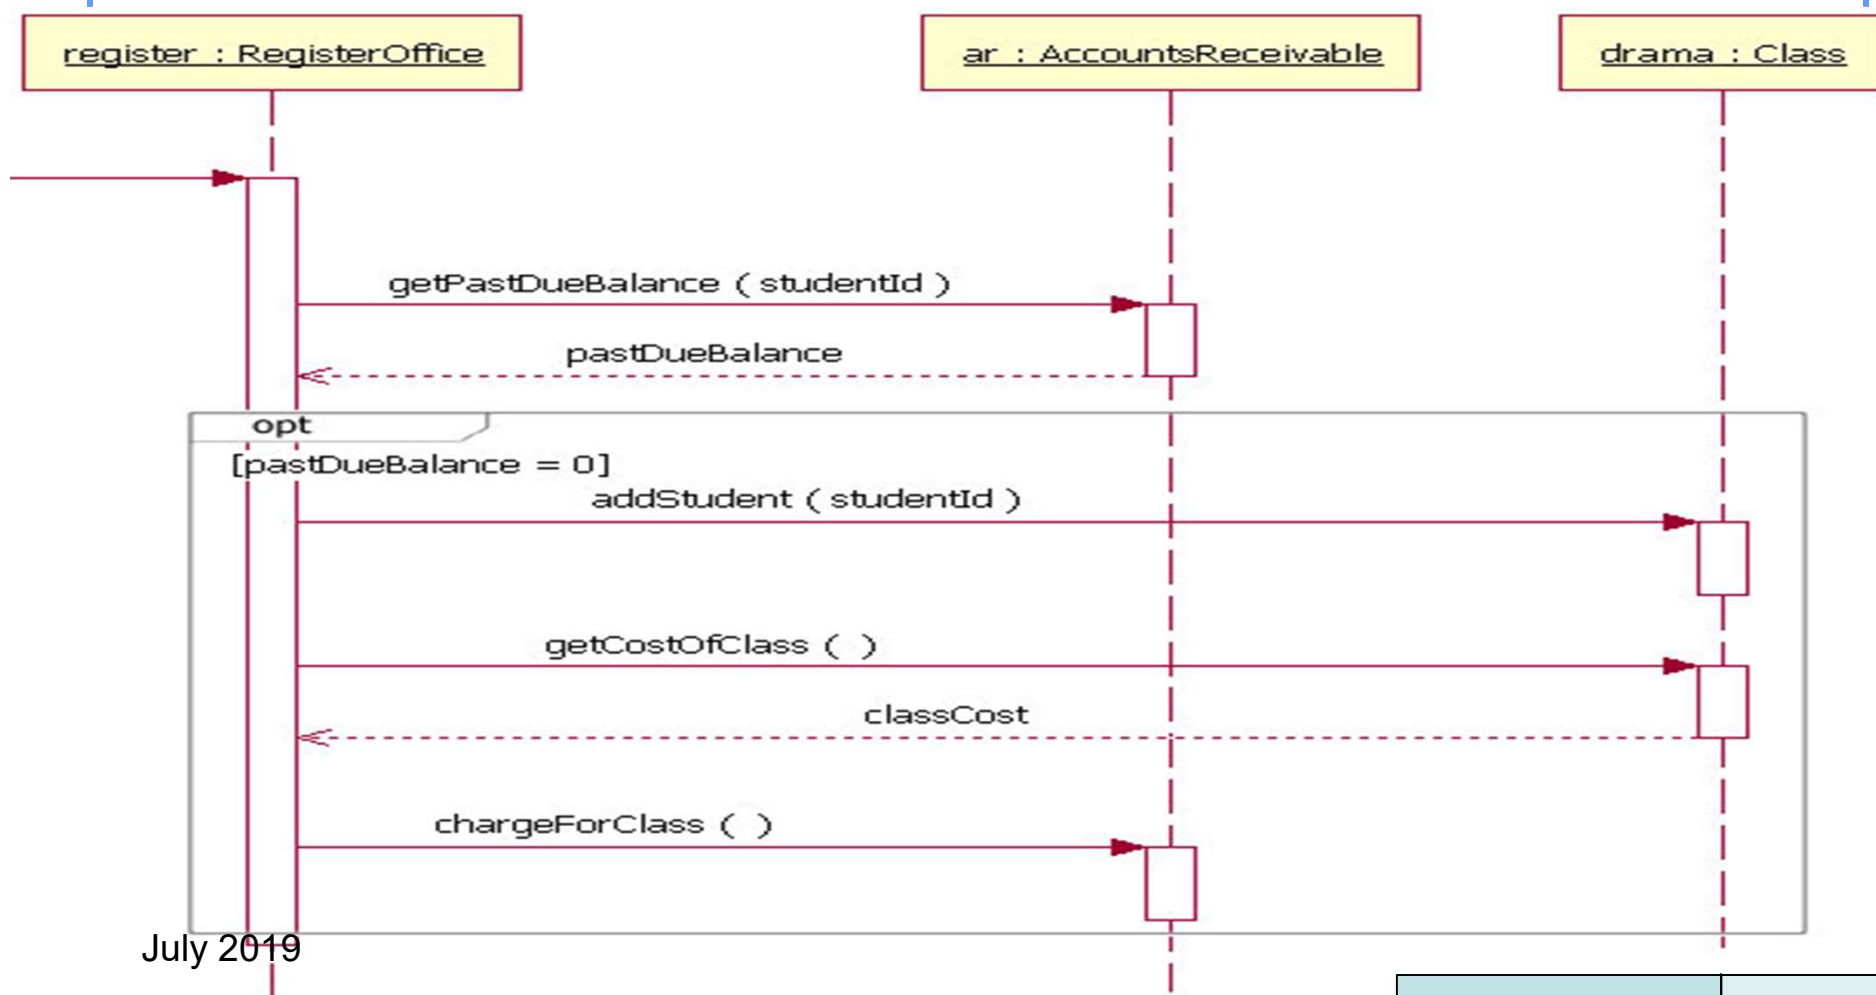 register : RegisterOffice
ar : AccountsReceivable
drama : Class
getPastDueBalance ( studentId )
pastDueBalance
opt
[pastDueBalance = 0]
addStudent ( studentId )
getCostOfClass ( )
classCost
chargeForClass ( )
July 2019